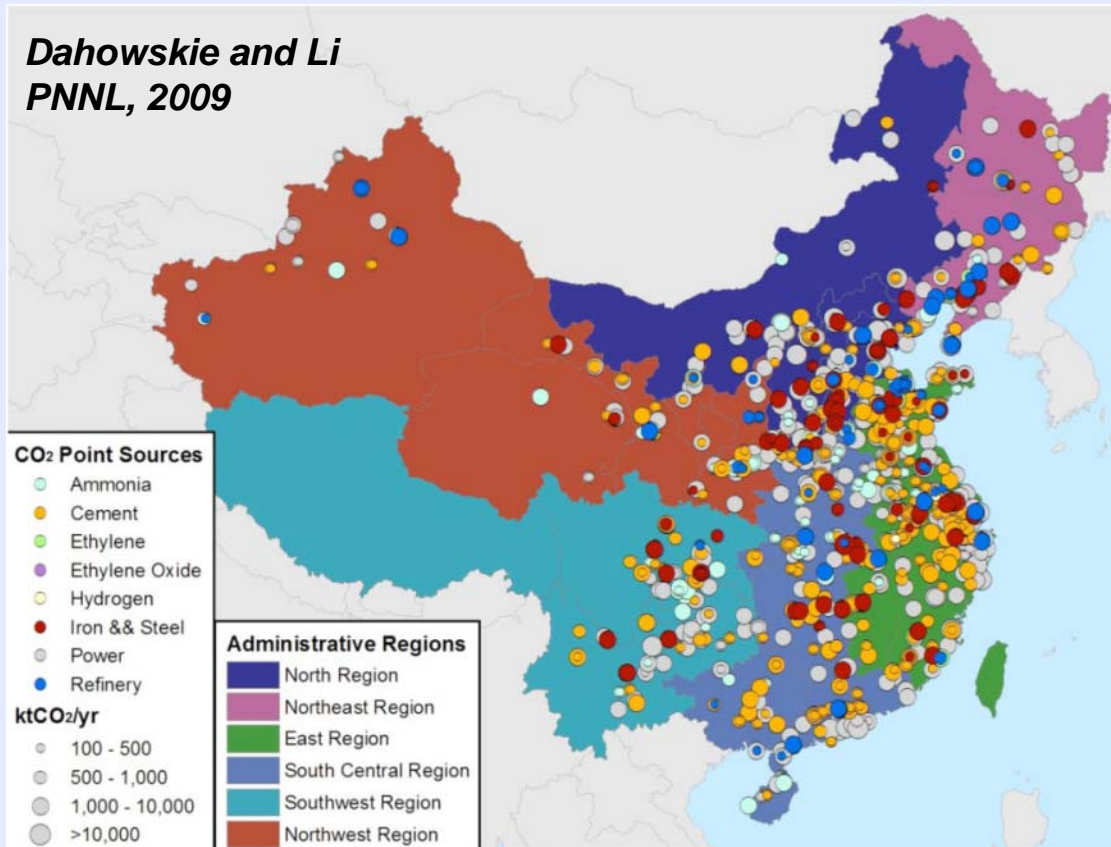 Dahowskie and Li
PNNL, 2009
CO2 Point Sources
Ammonia
Cement
Ethylene
Ethylene Oxide
Hydrogen
Iron && Steel
Power
Refinery
ktCO2/yr
100 - 500
500 - 1,000
1,000 - 10,000
>10,000
Administrative Regions
North Region
Northeast Region
East Region
South Central Region
Southwest Region
Northwest Region